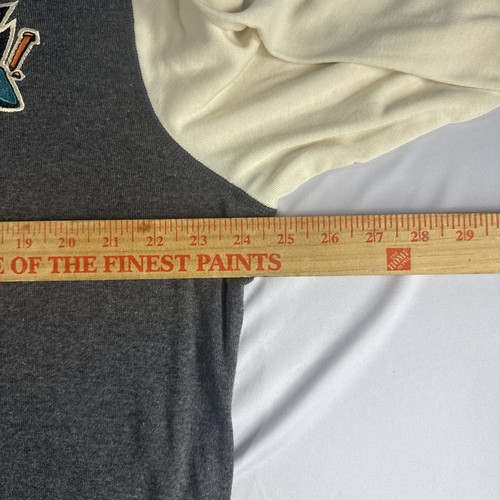 19 20 21 22 23 24 25 26 27 28 29
E OF THE FINEST PAINTS